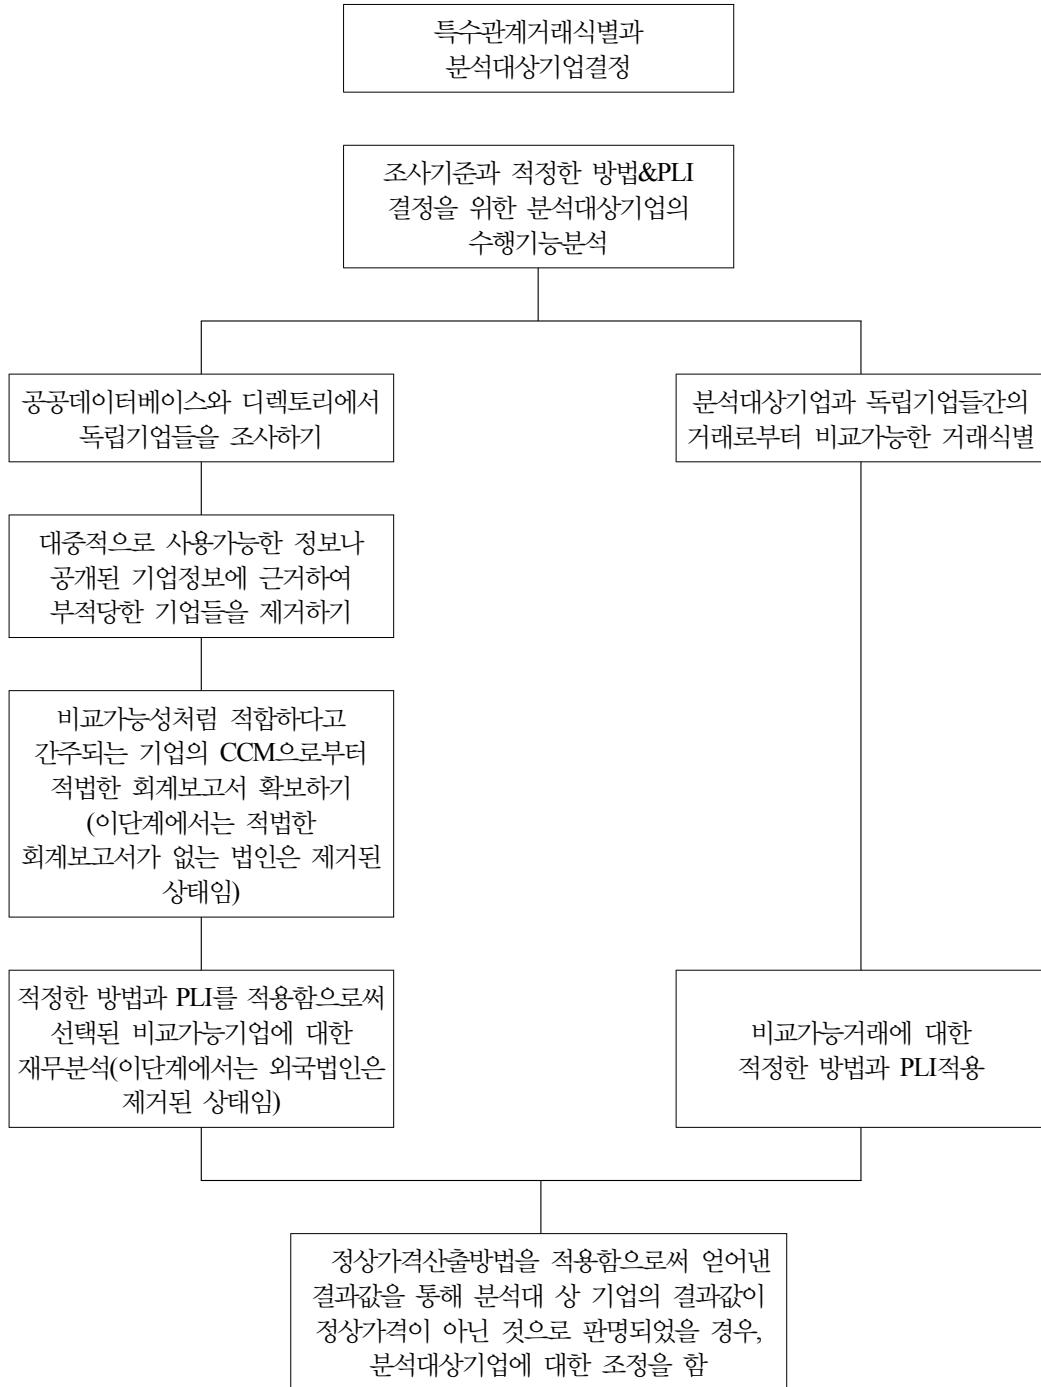 특수관계거래식별과
분석대상기업결정
조사기준과 적정한 방법&PLI
결정을 위한 분석대상기업의
수행기능분석
공공데이터베이스와 디렉토리에서
독립기업들을 조사하기
분석대상기업과 독립기업들간의
거래로부터 비교가능한 거래식별
대중적으로 사용가능한 정보나
공개된 기업정보에 근거하여
부적당한 기업들을 제거하기
비교가능성처럼 적합하다고
간주되는 기업의 CCM으로부터
적법한 회계보고서 확보하기
(이단계에서는 적법한
회계보고서가 없는 법인은 제거된
상태임)
적정한 방법과 PLI를 적용함으로써
선택된 비교가능기업에 대한
재무분석(이단계에서는 외국법인은
제거된 상태임)
비교가능거래에 대한
적정한 방법과 PLI적용
정상가격산출방법을 적용함으로써 얻어낸
결과값을 통해 분석대 상 기업의 결과값이
정상가격이 아닌 것으로 판명되었을 경우,
분석대상기업에 대한 조정을 함